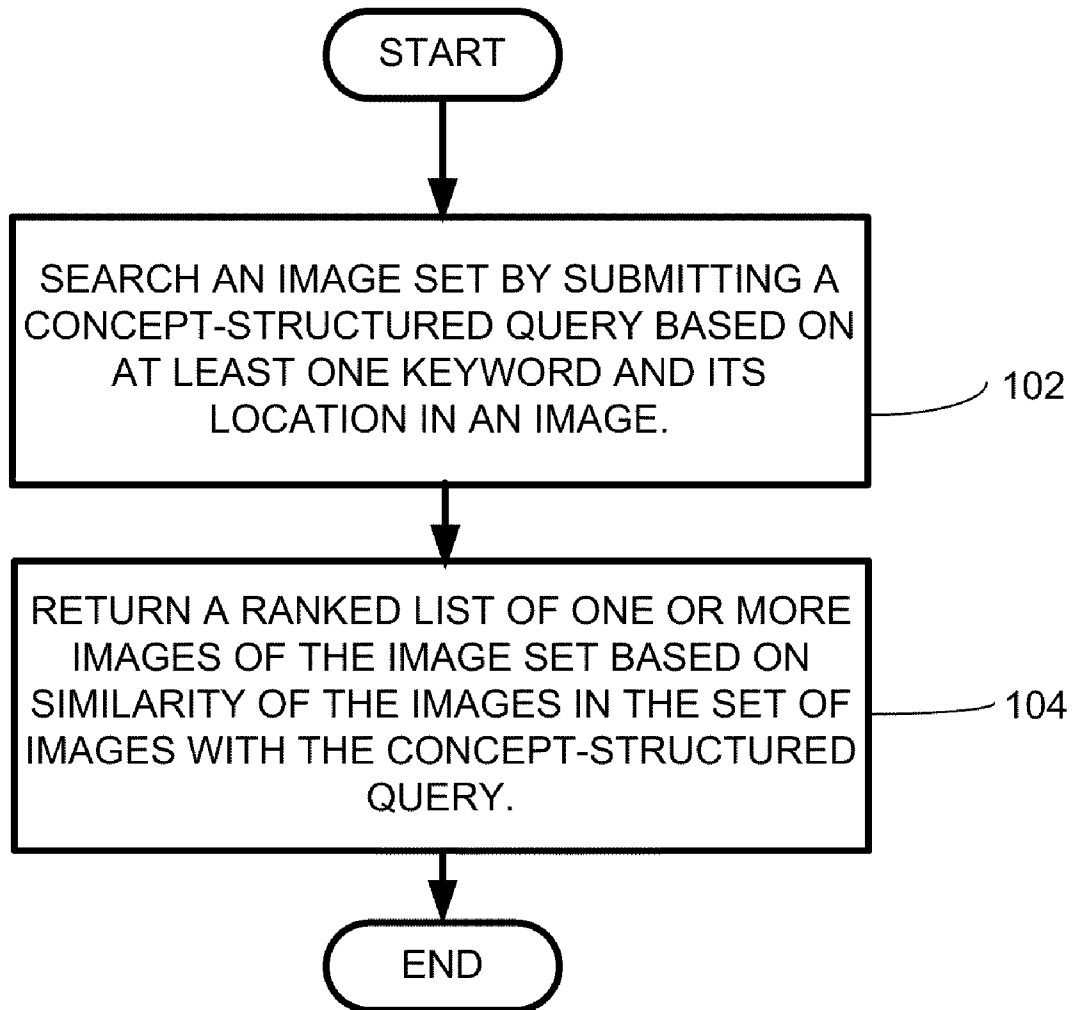 START
SEARCH AN IMAGE SET BY SUBMITTING A
CONCEPT-STRUCTURED QUERY BASED ON
AT LEAST ONE KEYWORD AND ITS
LOCATION IN AN IMAGE.
102
RETURN A RANKED LIST OF ONE OR MORE
IMAGES OF THE IMAGE SET BASED ON
SIMILARITY OF THE IMAGES IN THE SET OF
IMAGES WITH THE CONCEPT-STRUCTURED
QUERY.
104
END